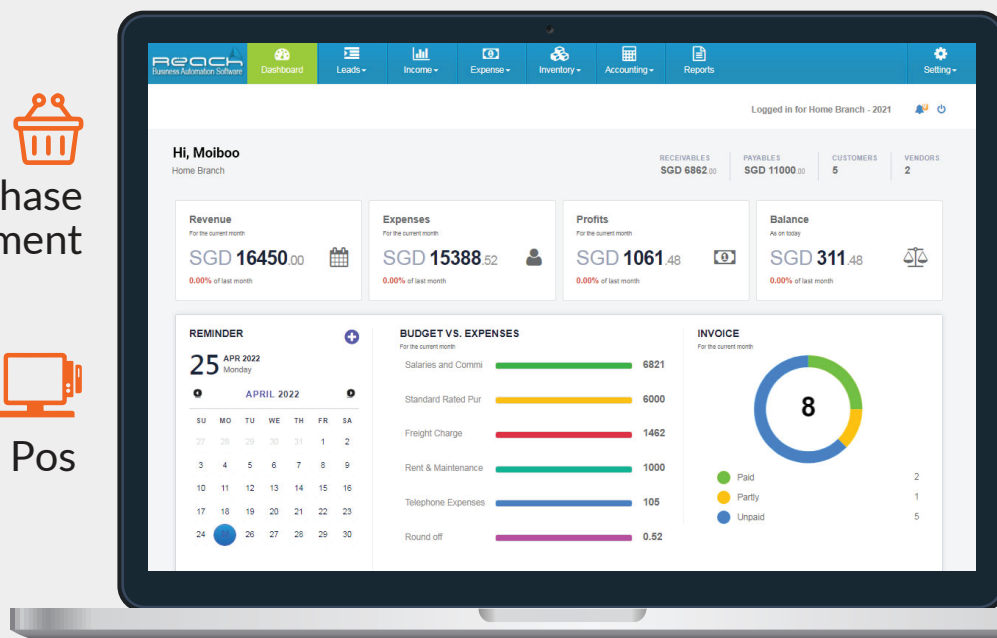 Reach
Business Automation Software
Dashboard
Leads
Income
Expense
Inventory
Accounting
Reports
Setting
Logged in for Home Branch - 2021
Hi, Moiboo
Home Branch
RECEIVABLES
SGD 6862.00
PAYABLES
SGD 11000.00
CUSTOMERS
5
VENDORS
2
hase
ment
Pos
Revenue
For the current month
SGD 16450.00
0.00% of last month
Expenses
For the current month
SGD 15388.52
0.00% of last month
Profits
For the current month
SGD 1061.48
0.00% of last month
Balance
As on today
SGD 311.48
0.00% of last month
REMINDER
25 APR 2022
Monday
APRIL 2022
SU MO TU WE TH FR SA
27 28 29 30 31 1 2
3 4 5 6 7 8 9
10 11 12 13 14 15 16
17 18 19 20 21 22 23
24 26 27 28 29 30
BUDGET VS. EXPENSES
For the current month
Salaries and Commi 6821
Standard Rated Pur 6000
Freight Charge 1462
Rent & Maintenance 1000
Telephone Expenses 105
Round off 0.52
INVOICE
For the current month
8
Paid 2
Partly 1
Unpaid 5